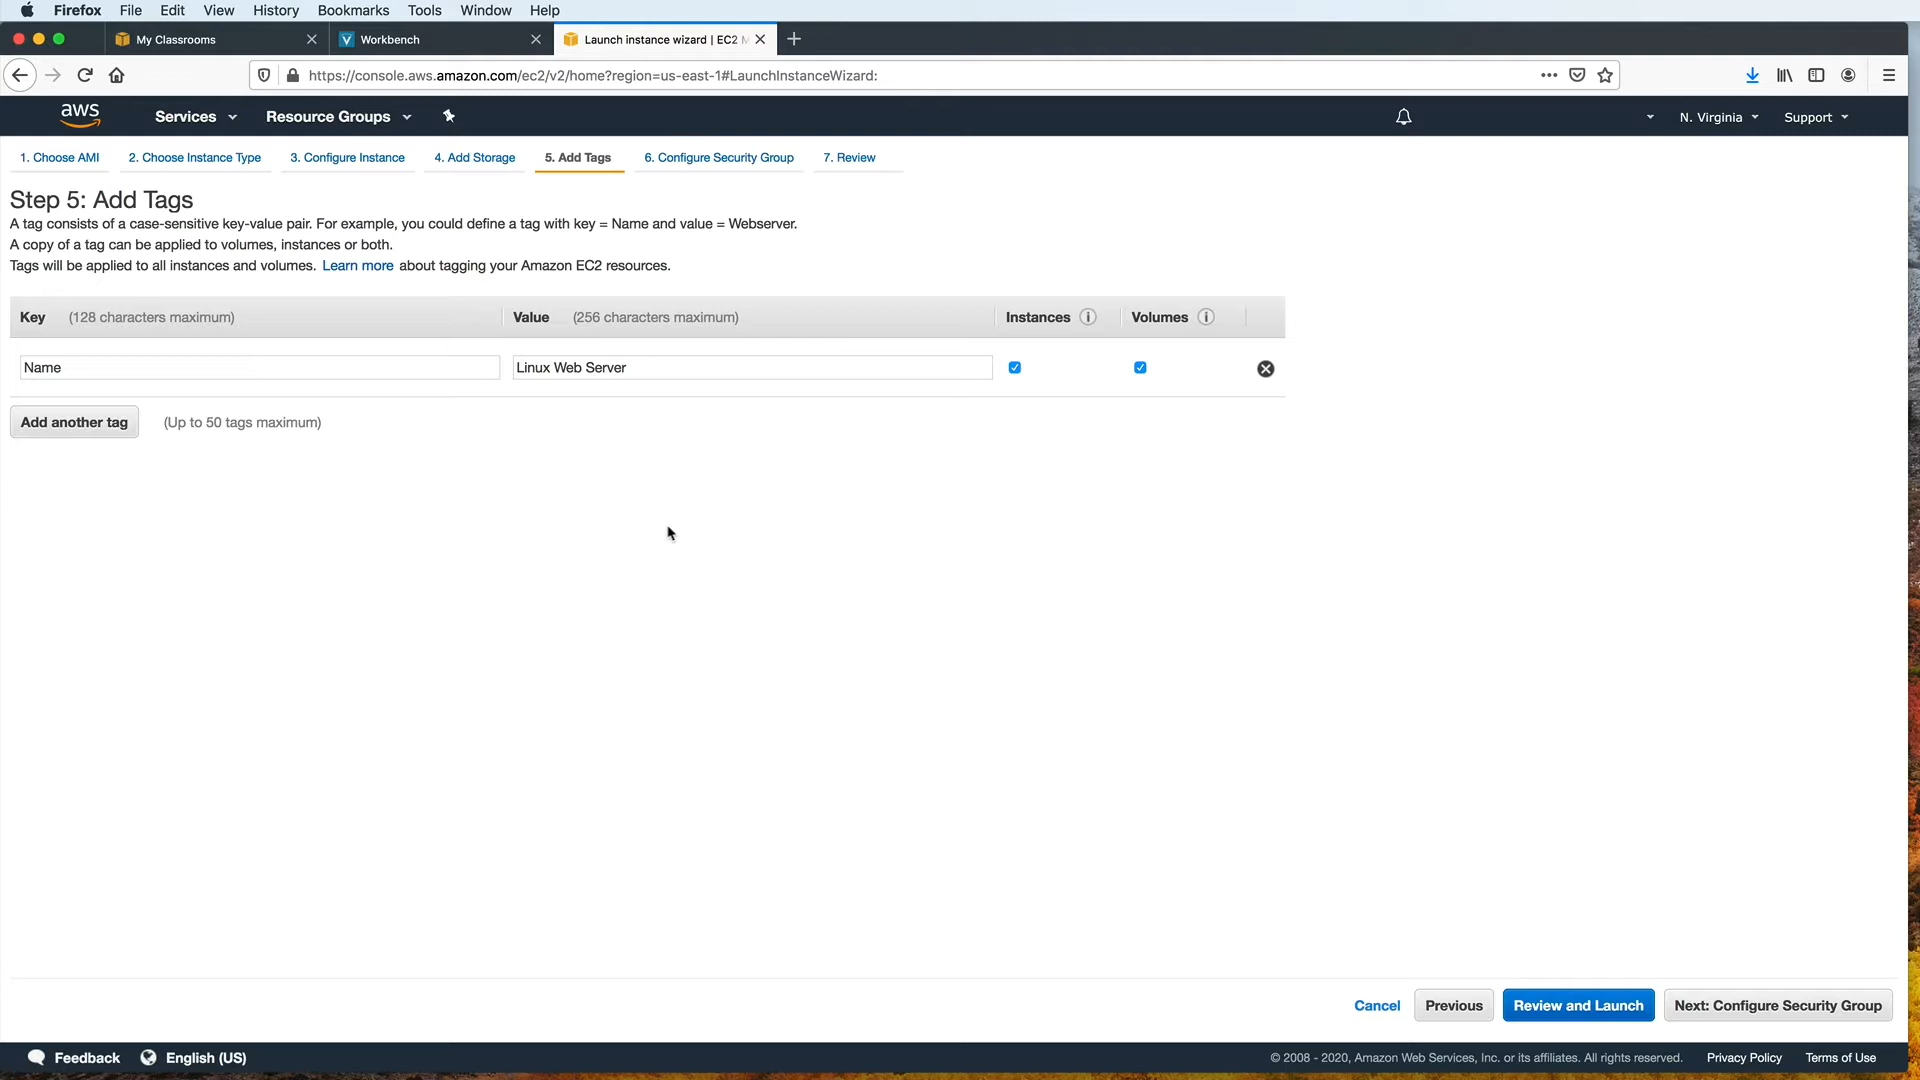 Firefox File Edit View History Bookmarks Tools Window Help
My Classrooms Workbench Launch instance wizard | EC2 M
https://console.aws.amazon.com/ec2/v2/home?region=us-east-1#LaunchInstanceWizard:
aws Services Resource Groups N. Virginia Support
1. Choose AMI 2. Choose Instance Type 3. Configure Instance 4. Add Storage 5. Add Tags 6. Configure Security Group 7. Review
Step 5: Add Tags
A tag consists of a case-sensitive key-value pair. For example, you could define a tag with key = Name and value = Webserver.
A copy of a tag can be applied to volumes, instances or both.
Tags will be applied to all instances and volumes. Learn more about tagging your Amazon EC2 resources.
Key (128 characters maximum) Value (256 characters maximum) Instances i Volumes i
Name Linux Web Server
Add another tag (Up to 50 tags maximum)
Cancel Previous Review and Launch Next: Configure Security Group
Feedback English (US) © 2008 - 2020, Amazon Web Services, Inc. or its affiliates. All rights reserved. Privacy Policy Terms of Use